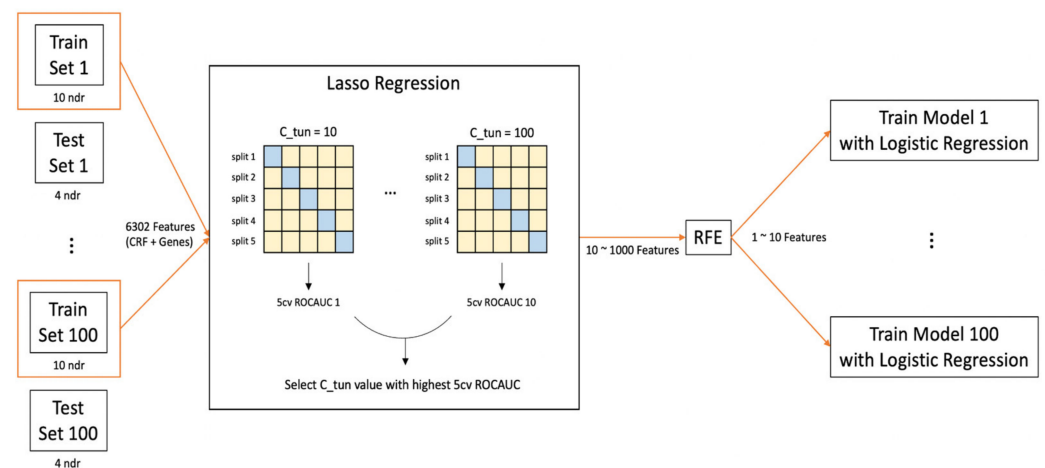 Train
Set 1
10 ndr
Test
Set 1
4 ndr
...
6302 Features
(CRF + Genes)
Train
Set 100
10 ndr
Test
Set 100
4 ndr
Lasso Regression
C_tun = 10
split 1
split 2
split 3
split 4
split 5
5cv ROCAUC 1
...
C_tun = 100
split 1
split 2
split 3
split 4
split 5
5cv ROCAUC 10
Select C_tun value with highest 5cv ROCAUC
10 ~ 1000 Features
RFE
1 ~ 10 Features
Train Model 1
with Logistic Regression
...
Train Model 100
with Logistic Regression